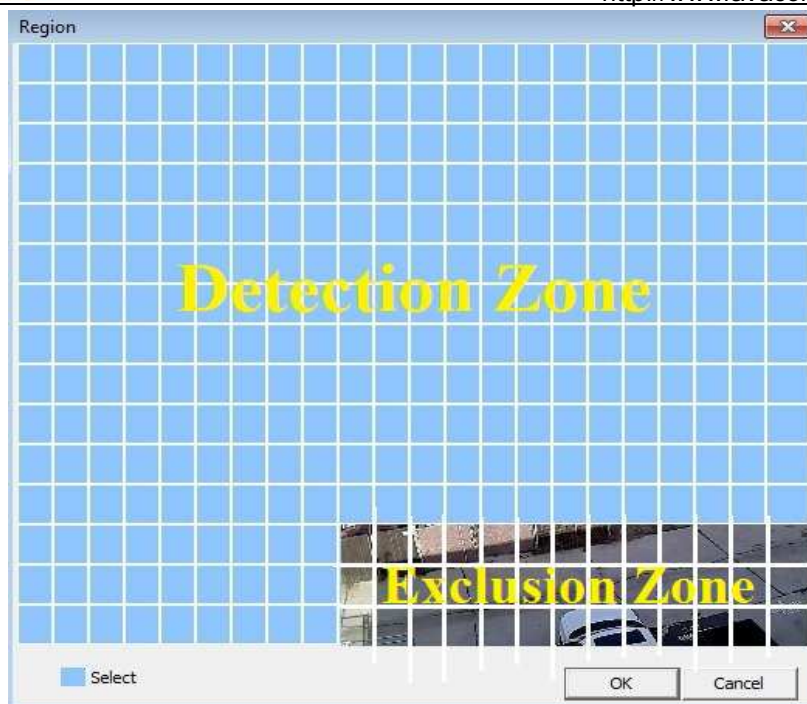 Region
Detection Zone
Exclusion Zone
Select
OK
Cancel